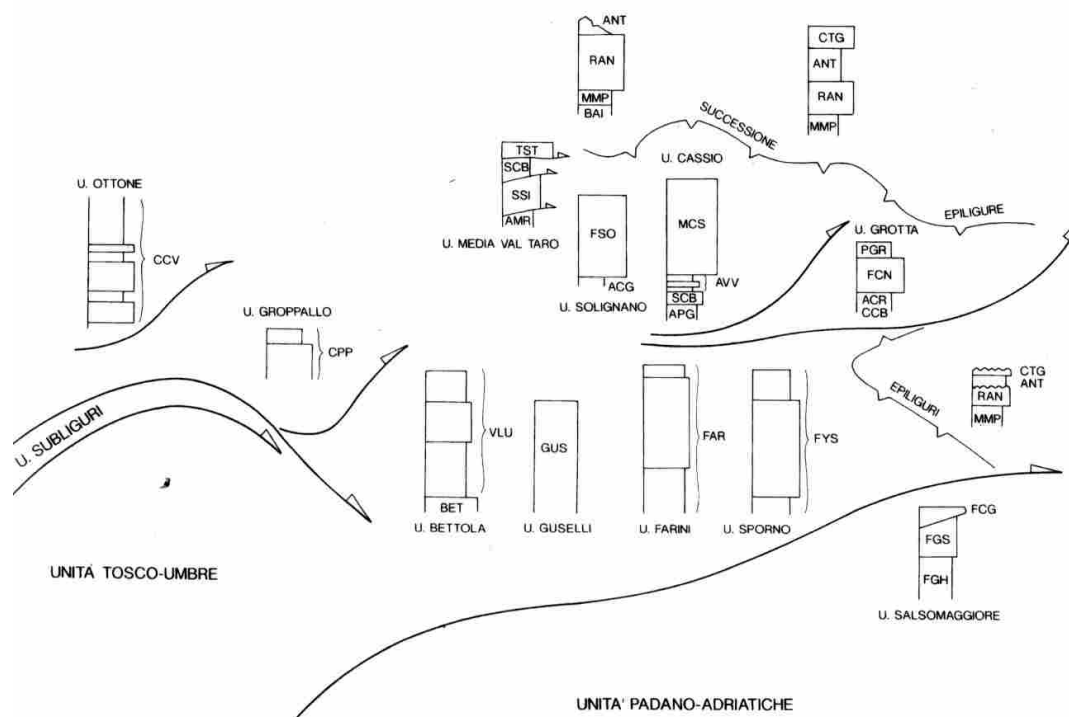 ANT
RAN
MMP
BAI
CTG
ANT
RAN
MMP
SUCCESSIONE
EPILIGURE
TST
SCB
SSI
AMR
U. MEDIA VAL TARO
U. CASSIO
MCS
AVV
SCB
APG
FSO
ACG
U. SOLIGNANO
U. OTTONE
CCV
U. GROTTA
PGR
FCN
ACR
CCB
U. GROPPALLO
CPP
EPILIGURI
CTG
ANT
RAN
MMP
U. SUBLIGURI
VLU
BET
U. BETTOLA
GUS
U. GUSELLI
FAR
U. FARINI
FYS
U. SPORNO
FCG
FGS
FGH
U. SALSOMAGGIORE
UNITÁ TOSCO-UMBRE
UNITA' PADANO-ADRIATICHE